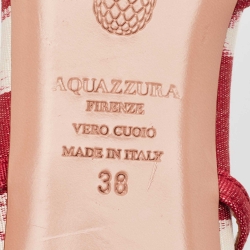 AQUAZZURA
FIRENZE
VERO CUOIO
MADE IN ITALY
38